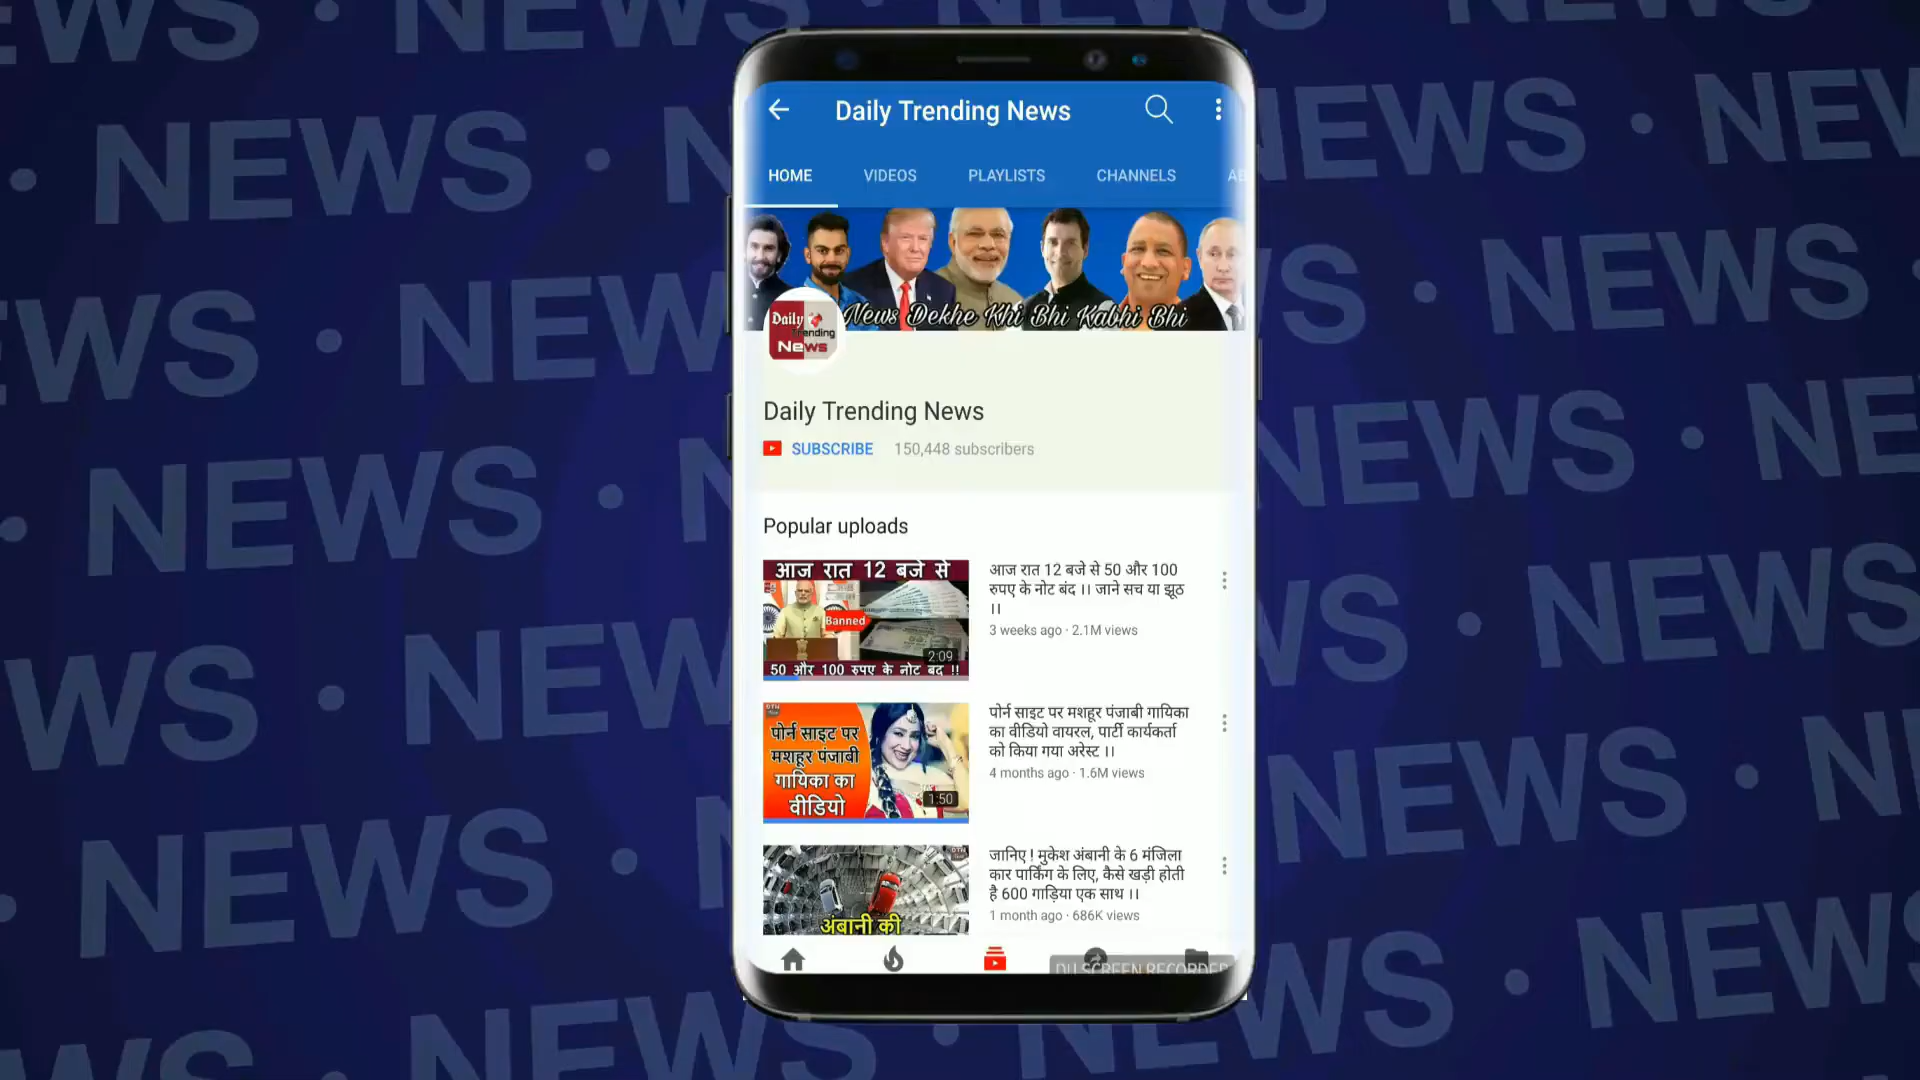 NEWS • NEWS
Daily Trending News
HOME VIDEOS PLAYLISTS CHANNELS
News Dekhe Khi Bhi Kabhi Bhi
Daily
Trending
News
Daily Trending News
SUBSCRIBE 150,448 subscribers
Popular uploads
आज रात 12 बजे से
Banned
2:09
50 और 100 रुपए के नोट बंद !!
आज रात 12 बजे से 50 और 100
रुपए के नोट बंद ।। जाने सच या झूठ
।।
3 weeks ago · 2.1M views
पोर्न साइट पर
मशहूर पंजाबी
गायिका का
वीडियो
1:50
पोर्न साइट पर मशहूर पंजाबी गायिका
का वीडियो वायरल, पार्टी कार्यकर्ता
को किया गया अरेस्ट ।।
4 months ago · 1.6M views
अंबानी की
जानिए ! मुकेश अंबानी के 6 मंजिला
कार पार्किंग के लिए, कैसे खड़ी होती
है 600 गाड़िया एक साथ ।।
1 month ago · 686K views
DU SCREEN RECORDER